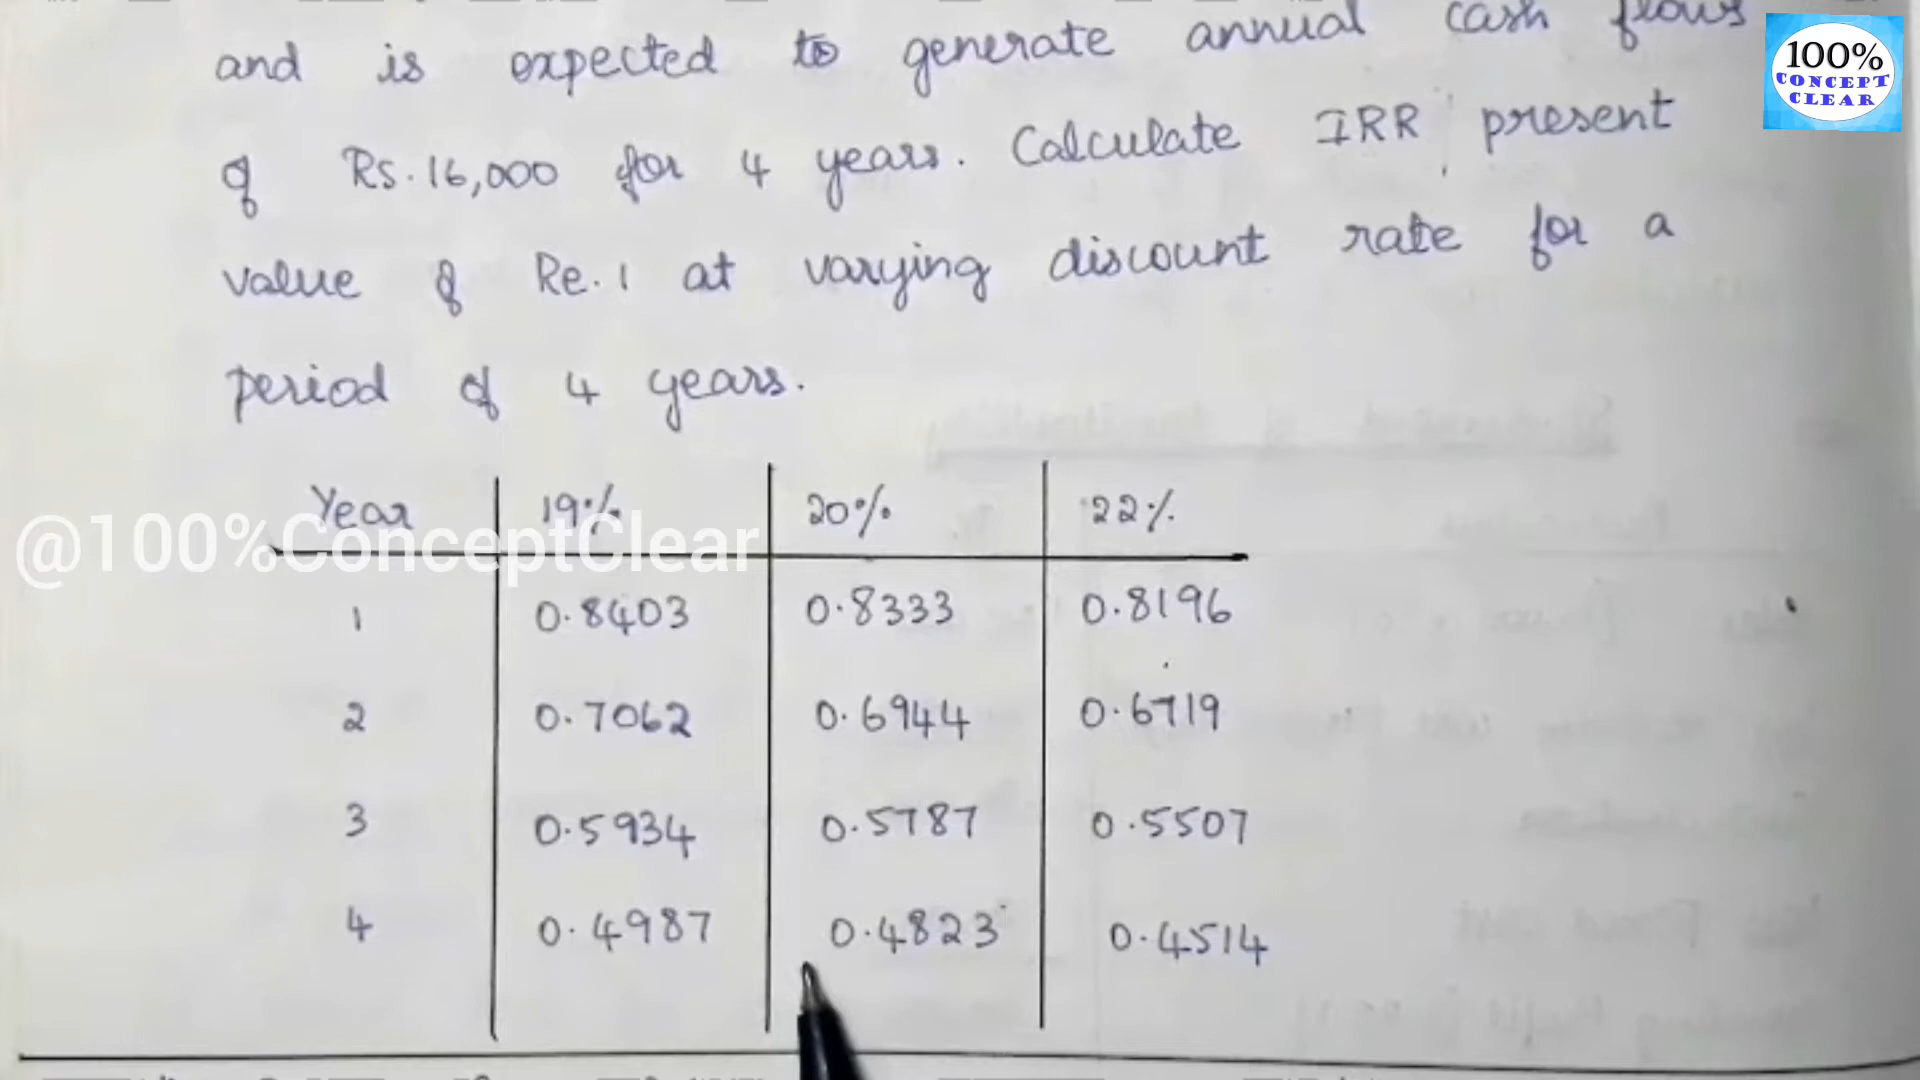 and is expected to generate annual cash flows
of Rs. 16,000 for 4 years. Calculate IRR present
value of Re. 1 at varying discount rate for a
period of 4 years.
Year 19% 20% 22%
1 0.8403 0.8333 0.8196
2 0.7062 0.6944 0.6719
3 0.5934 0.5787 0.5507
4 0.4987 0.4823 0.4514
@100%ConceptClear
100%
CONCEPT
CLEAR